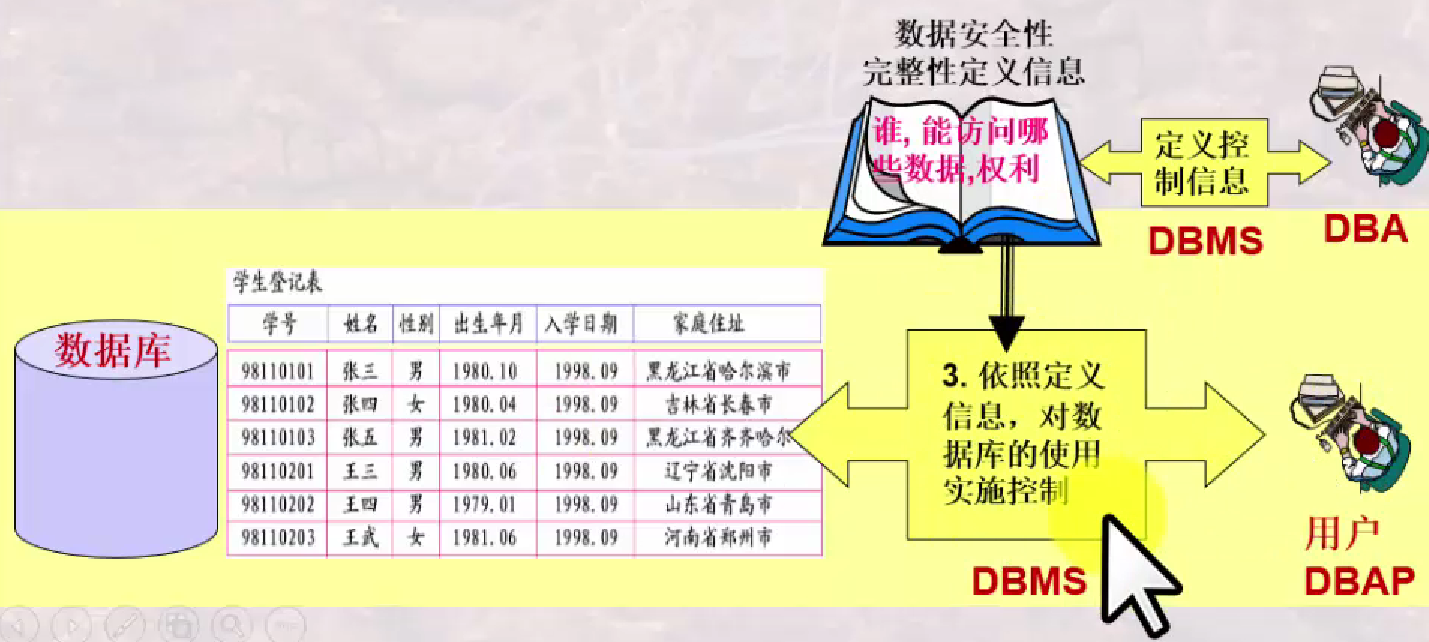 数据安全性
完整性定义信息
谁, 能访问哪
些数据,权利
定义控
制信息
DBMS
DBA
数据库
学生登记表
学号 姓名 性别 出生年月 入学日期 家庭住址
98110101 张三 男 1980.10 1998.09 黑龙江省哈尔滨市
98110102 张四 女 1980.04 1998.09 吉林省长春市
98110103 张五 男 1981.02 1998.09 黑龙江省齐齐哈尔
98110201 王三 男 1980.06 1998.09 辽宁省沈阳市
98110202 王四 男 1979.01 1998.09 山东省青岛市
98110203 王武 女 1981.06 1998.09 河南省郑州市
3. 依照定义
信息，对数
据库的使用
实施控制
DBMS
用户
DBAP